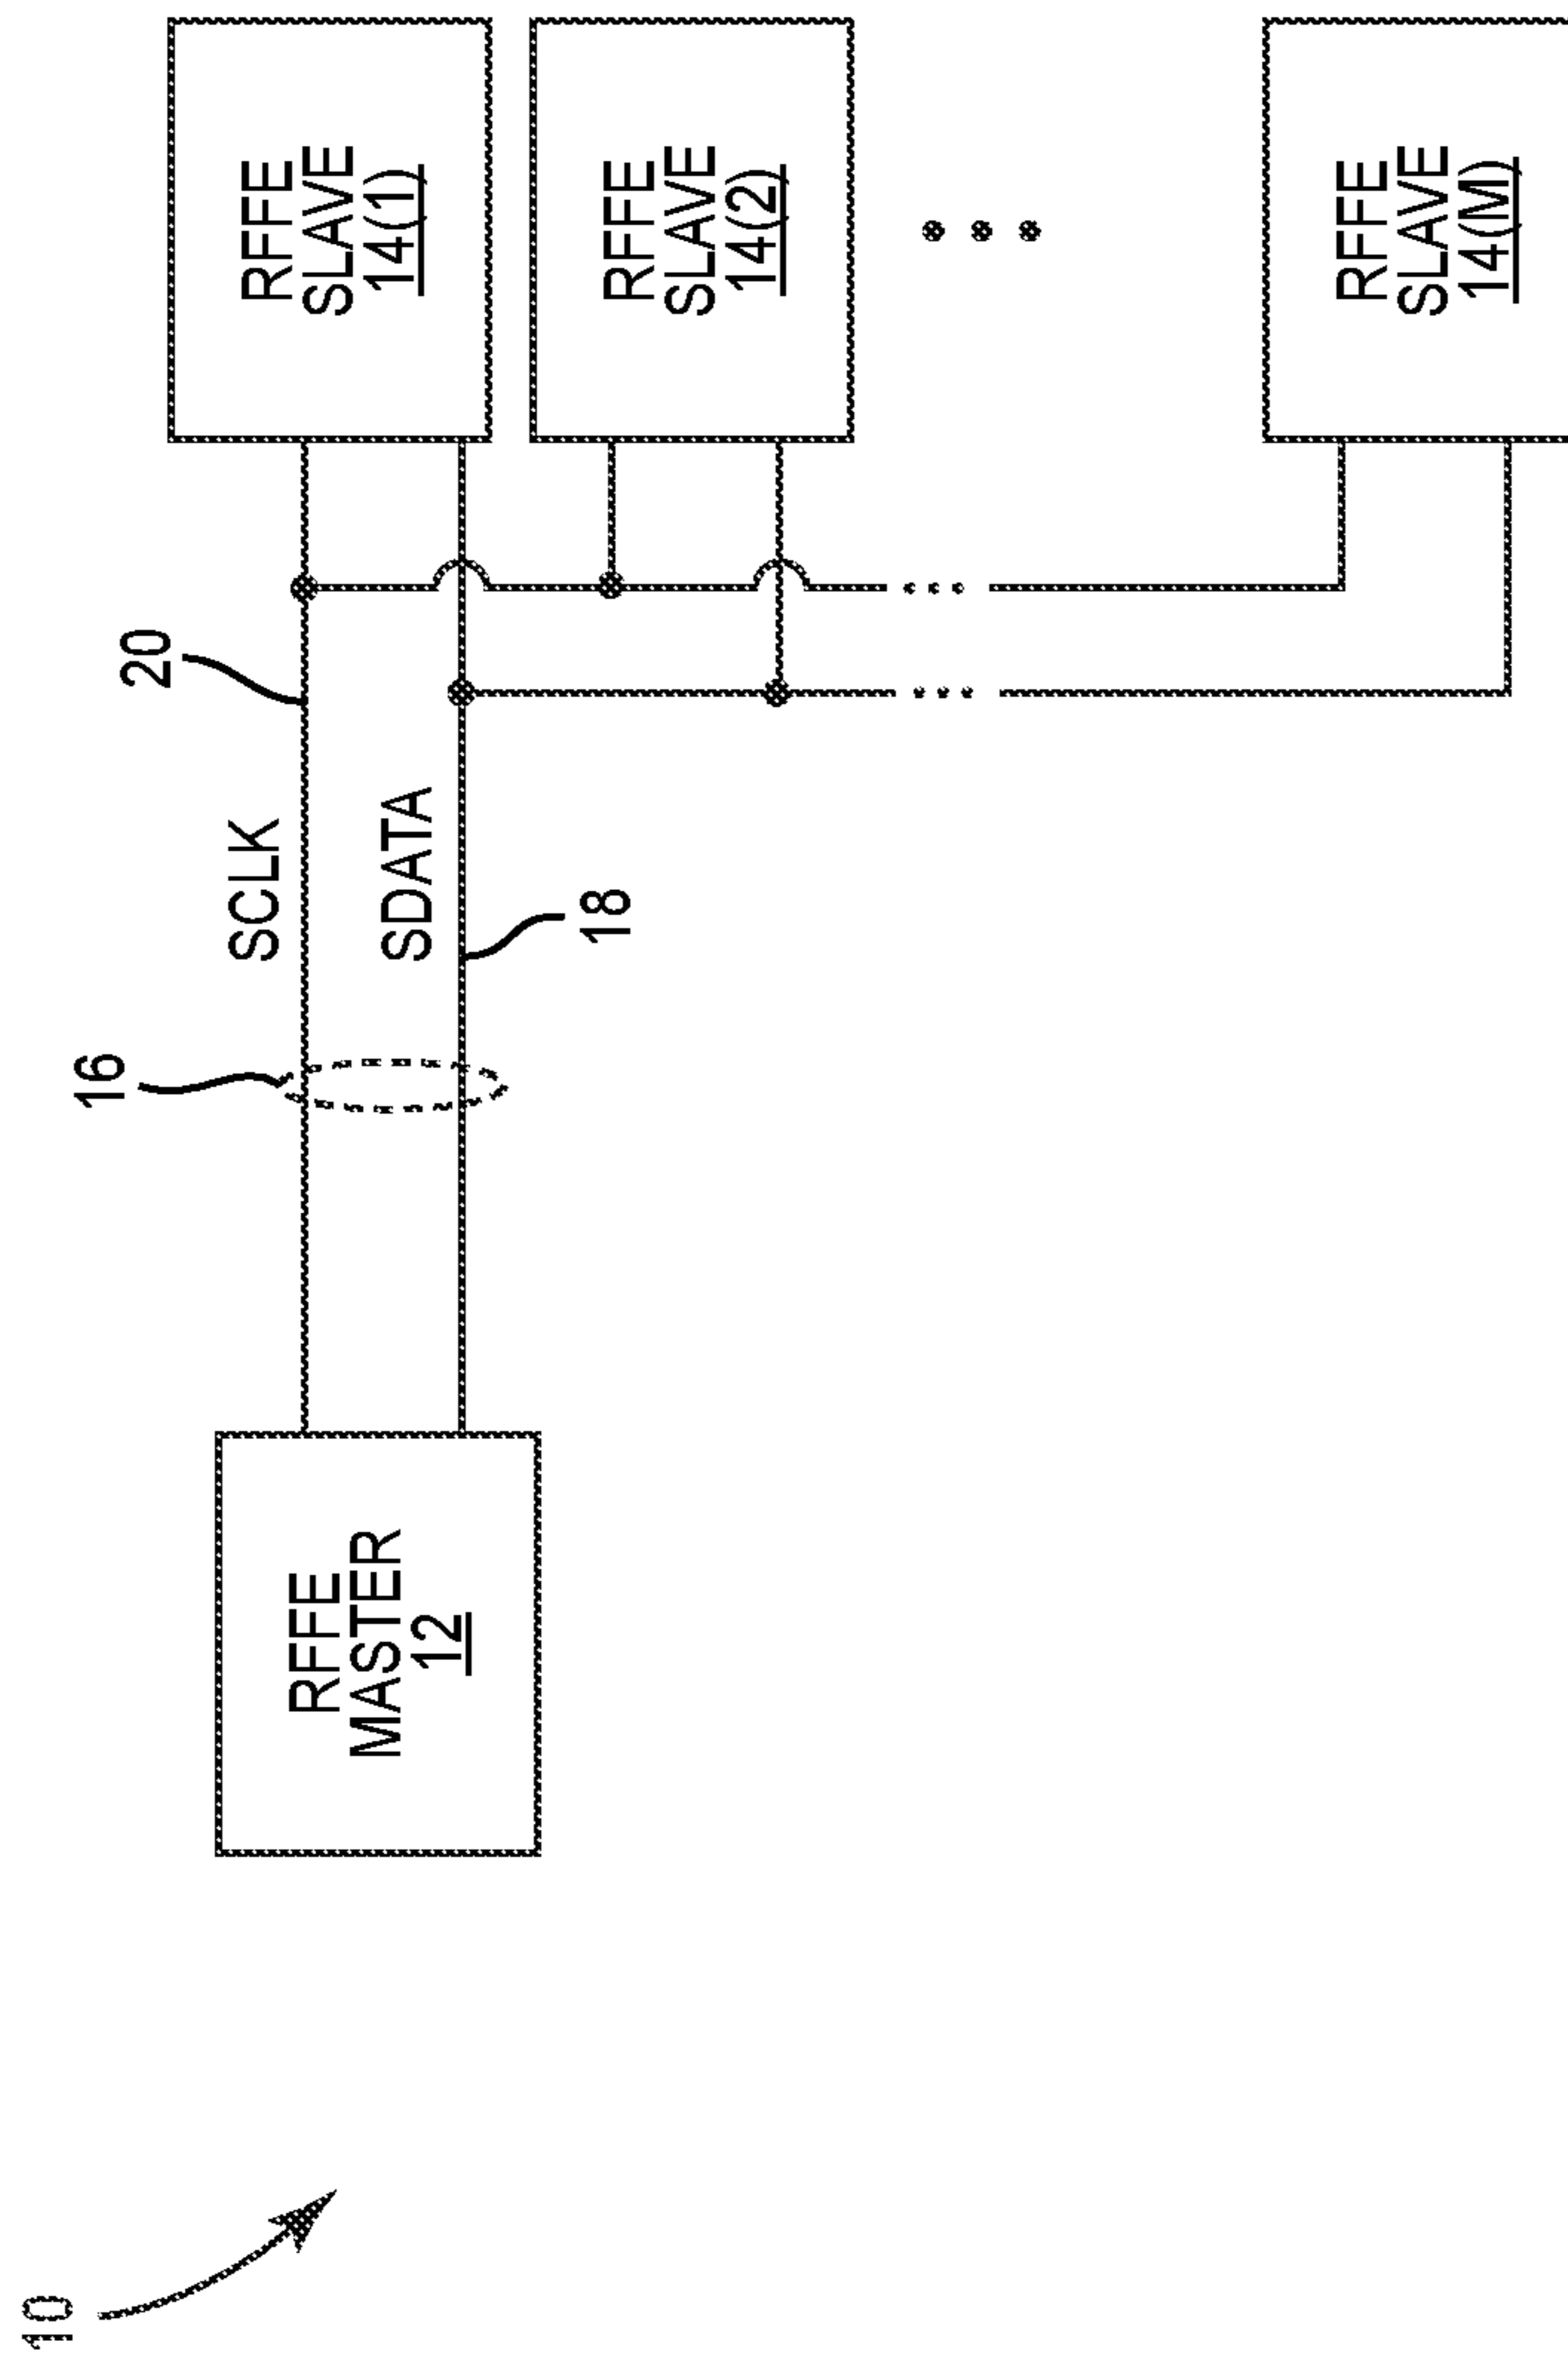 10
RFFE
MASTER
12
16
SCLK
20
SDATA
18
RFFE
SLAVE
14(1)
RFFE
SLAVE
14(2)
RFFE
SLAVE
14(M)